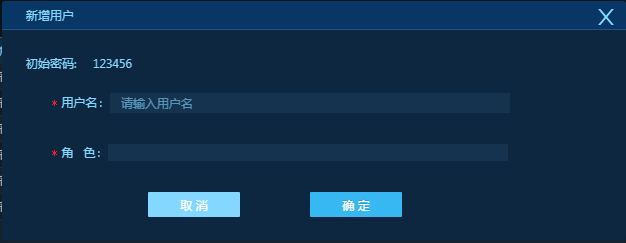 新增用户 X
初始密码: 123456
* 用户名: 请输入用户名
* 角 色:
取消 确定